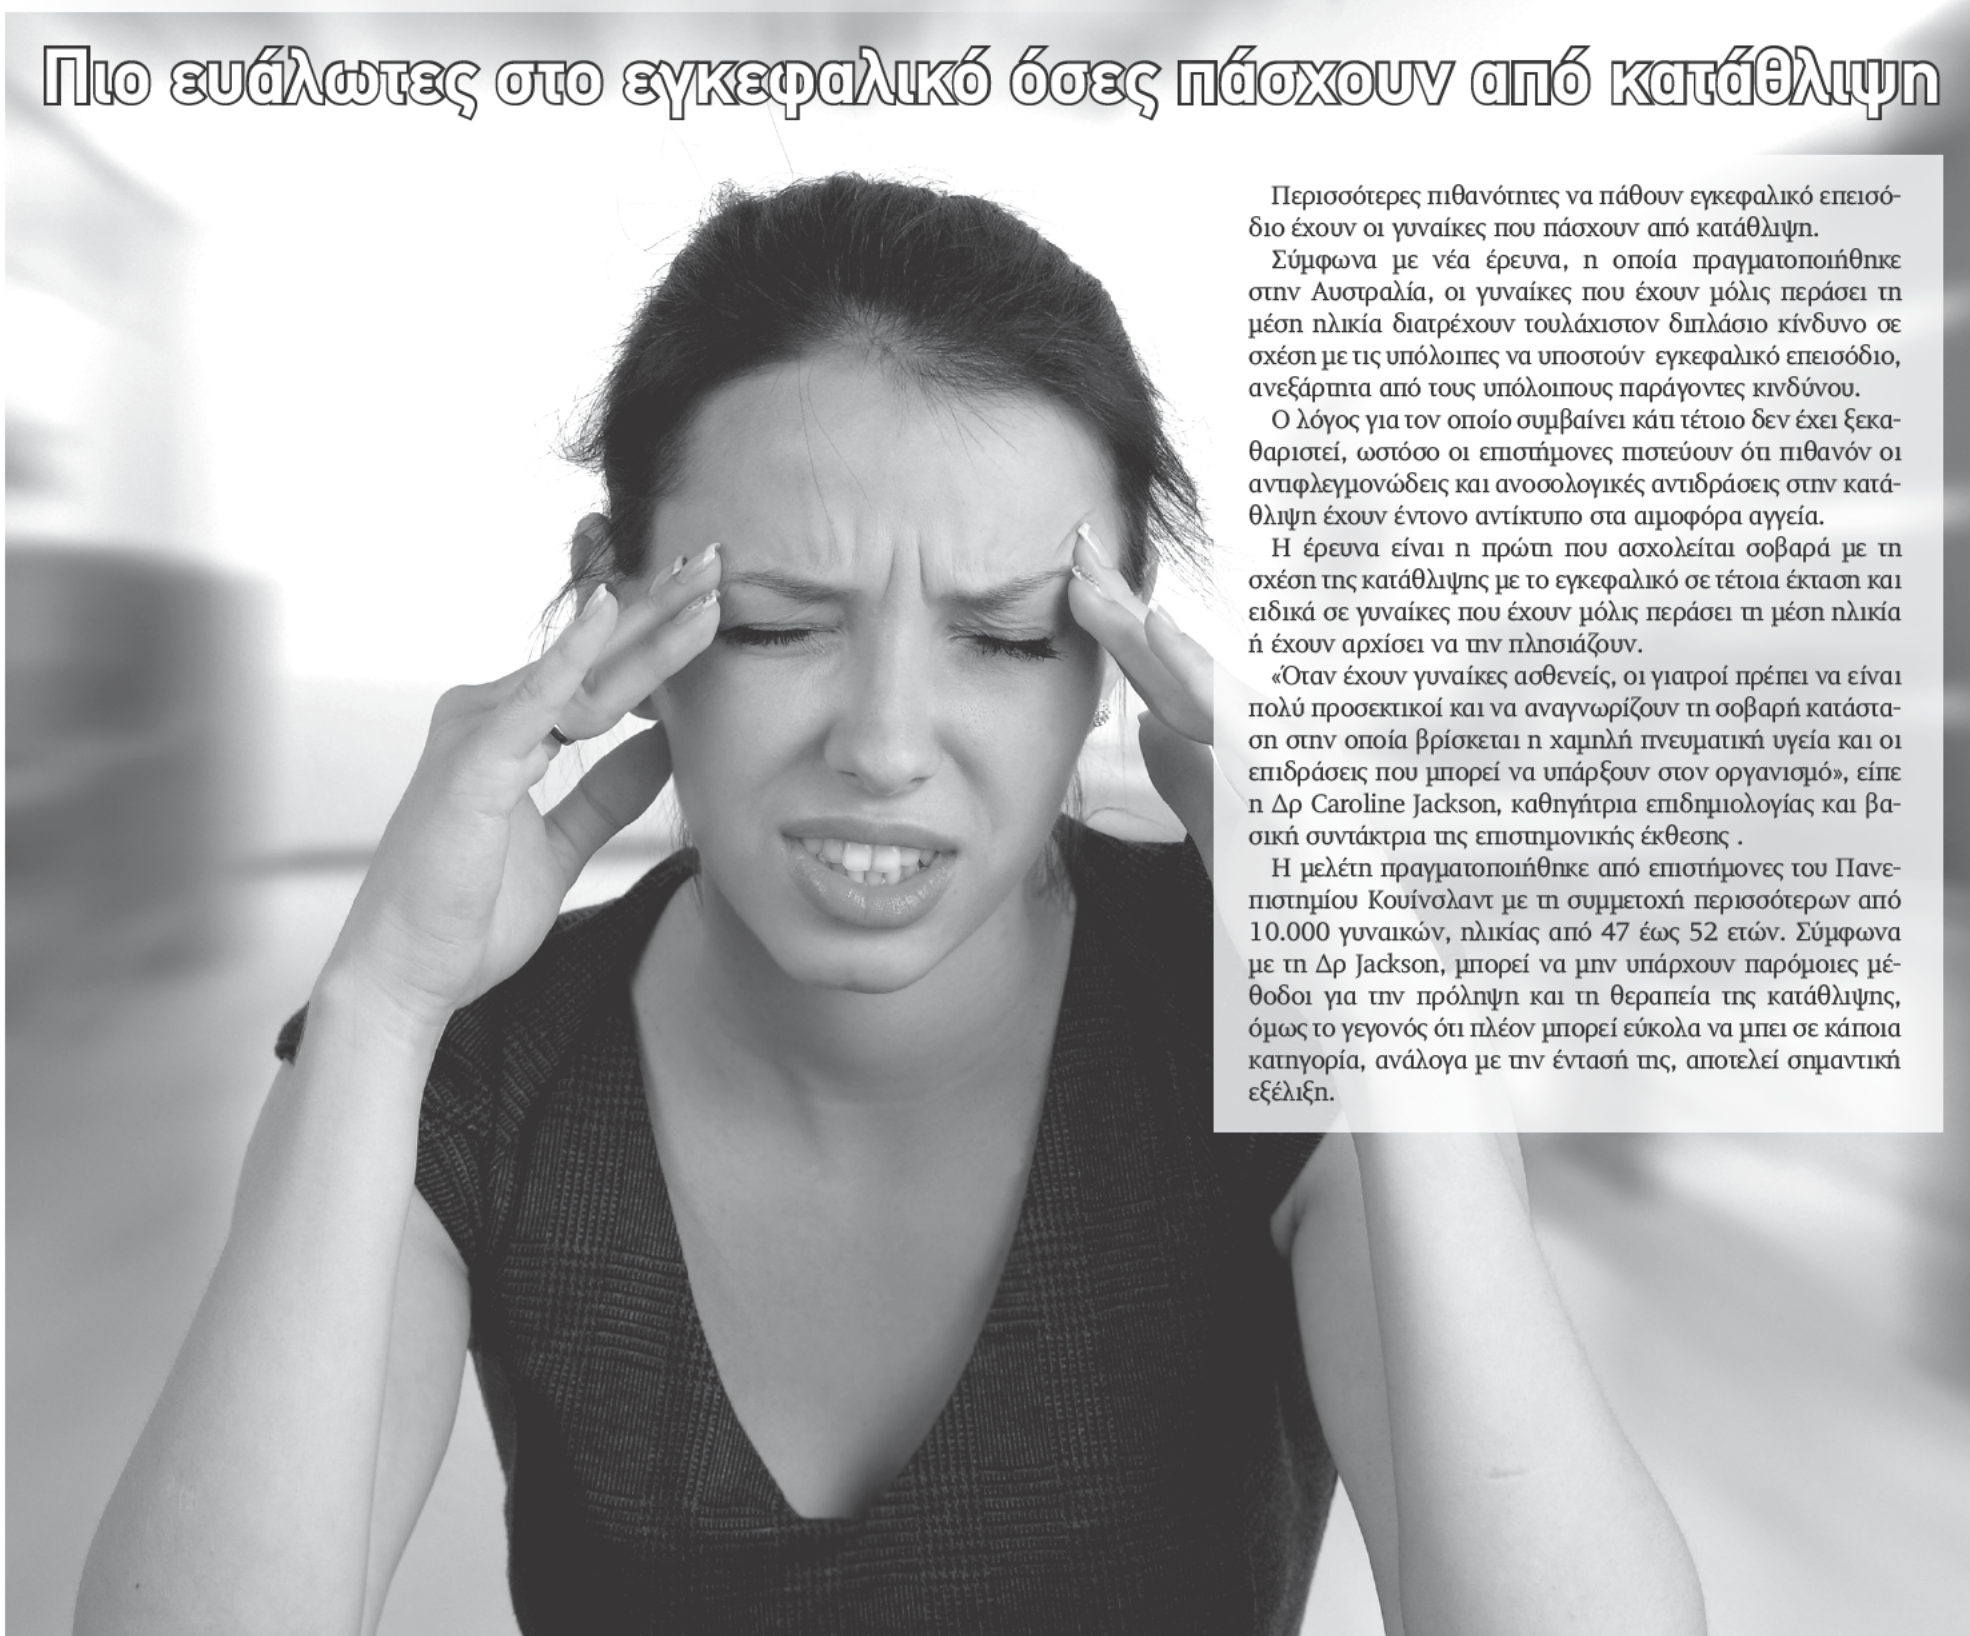 Πιο ευάλωτες στο εγκεφαλικό όσες πάσχουν από κατάθλιψη
Περισσότερες πιθανότητες να πάθουν εγκεφαλικό επεισό-
διο έχουν οι γυναίκες που πάσχουν από κατάθλιψη.
Σύμφωνα με νέα έρευνα, η οποία πραγματοποιήθηκε
στην Αυστραλία, οι γυναίκες που έχουν μόλις περάσει τη
μέση ηλικία διατρέχουν τουλάχιστον διπλάσιο κίνδυνο σε
σχέση με τις υπόλοιπες να υποστούν εγκεφαλικό επεισόδιο,
ανεξάρτητα από τους υπόλοιπους παράγοντες κινδύνου.
Ο λόγος για τον οποίο συμβαίνει κάτι τέτοιο δεν έχει ξεκα-
θαριστεί, ωστόσο οι επιστήμονες πιστεύουν ότι πιθανόν οι
αντιφλεγμονώδεις και ανοσολογικές αντιδράσεις στην κατά-
θλιψη έχουν έντονο αντίκτυπο στα αιμοφόρα αγγεία.
Η έρευνα είναι η πρώτη που ασχολείται σοβαρά με τη
σχέση της κατάθλιψης με το εγκεφαλικό σε τέτοια έκταση και
ειδικά σε γυναίκες που έχουν μόλις περάσει τη μέση ηλικία
ή έχουν αρχίσει να την πλησιάζουν.
«Όταν έχουν γυναίκες ασθενείς, οι γιατροί πρέπει να είναι
πολύ προσεκτικοί και να αναγνωρίζουν τη σοβαρή κατάστα-
ση στην οποία βρίσκεται η χαμηλή πνευματική υγεία και οι
επιδράσεις που μπορεί να υπάρξουν στον οργανισμό», είπε
η Δρ Caroline Jackson, καθηγήτρια επιδημιολογίας και βα-
σική συντάκτρια της επιστημονικής έκθεσης .
Η μελέτη πραγματοποιήθηκε από επιστήμονες του Πανε-
πιστημίου Κουίνσλαντ με τη συμμετοχή περισσότερων από
10.000 γυναικών, ηλικίας από 47 έως 52 ετών. Σύμφωνα
με τη Δρ Jackson, μπορεί να μην υπάρχουν παρόμοιες μέ-
θοδοι για την πρόληψη και τη θεραπεία της κατάθλιψης,
όμως το γεγονός ότι πλέον μπορεί εύκολα να μπει σε κάποια
κατηγορία, ανάλογα με την έντασή της, αποτελεί σημαντική
εξέλιξη.